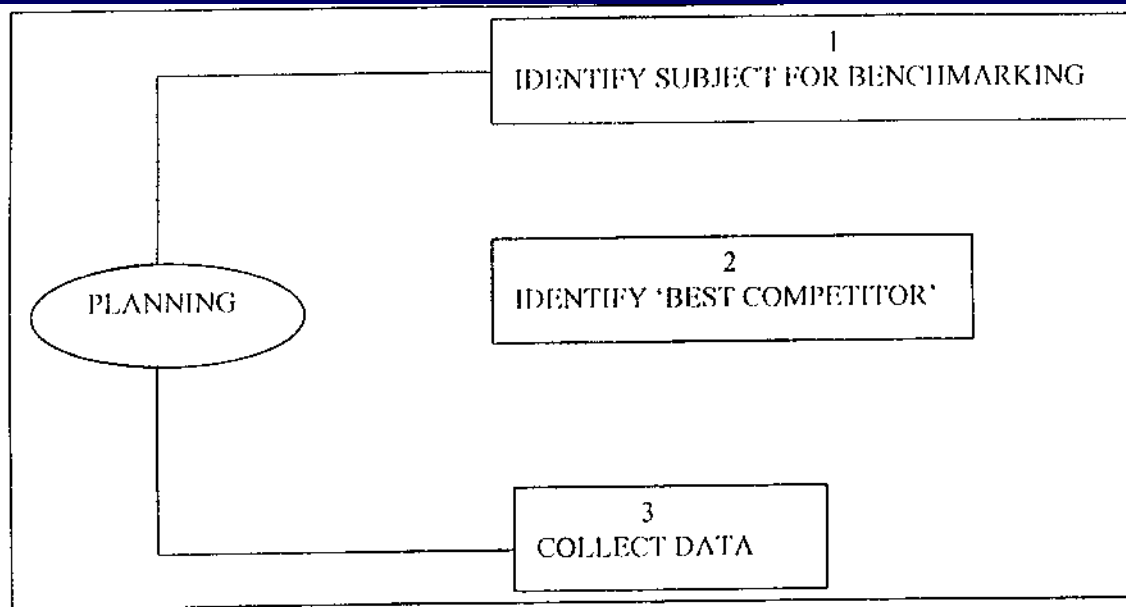 1
IDENTIFY SUBJECT FOR BENCHMARKING
2
IDENTIFY ‘BEST COMPETITOR’
PLANNING
3
COLLECT DATA